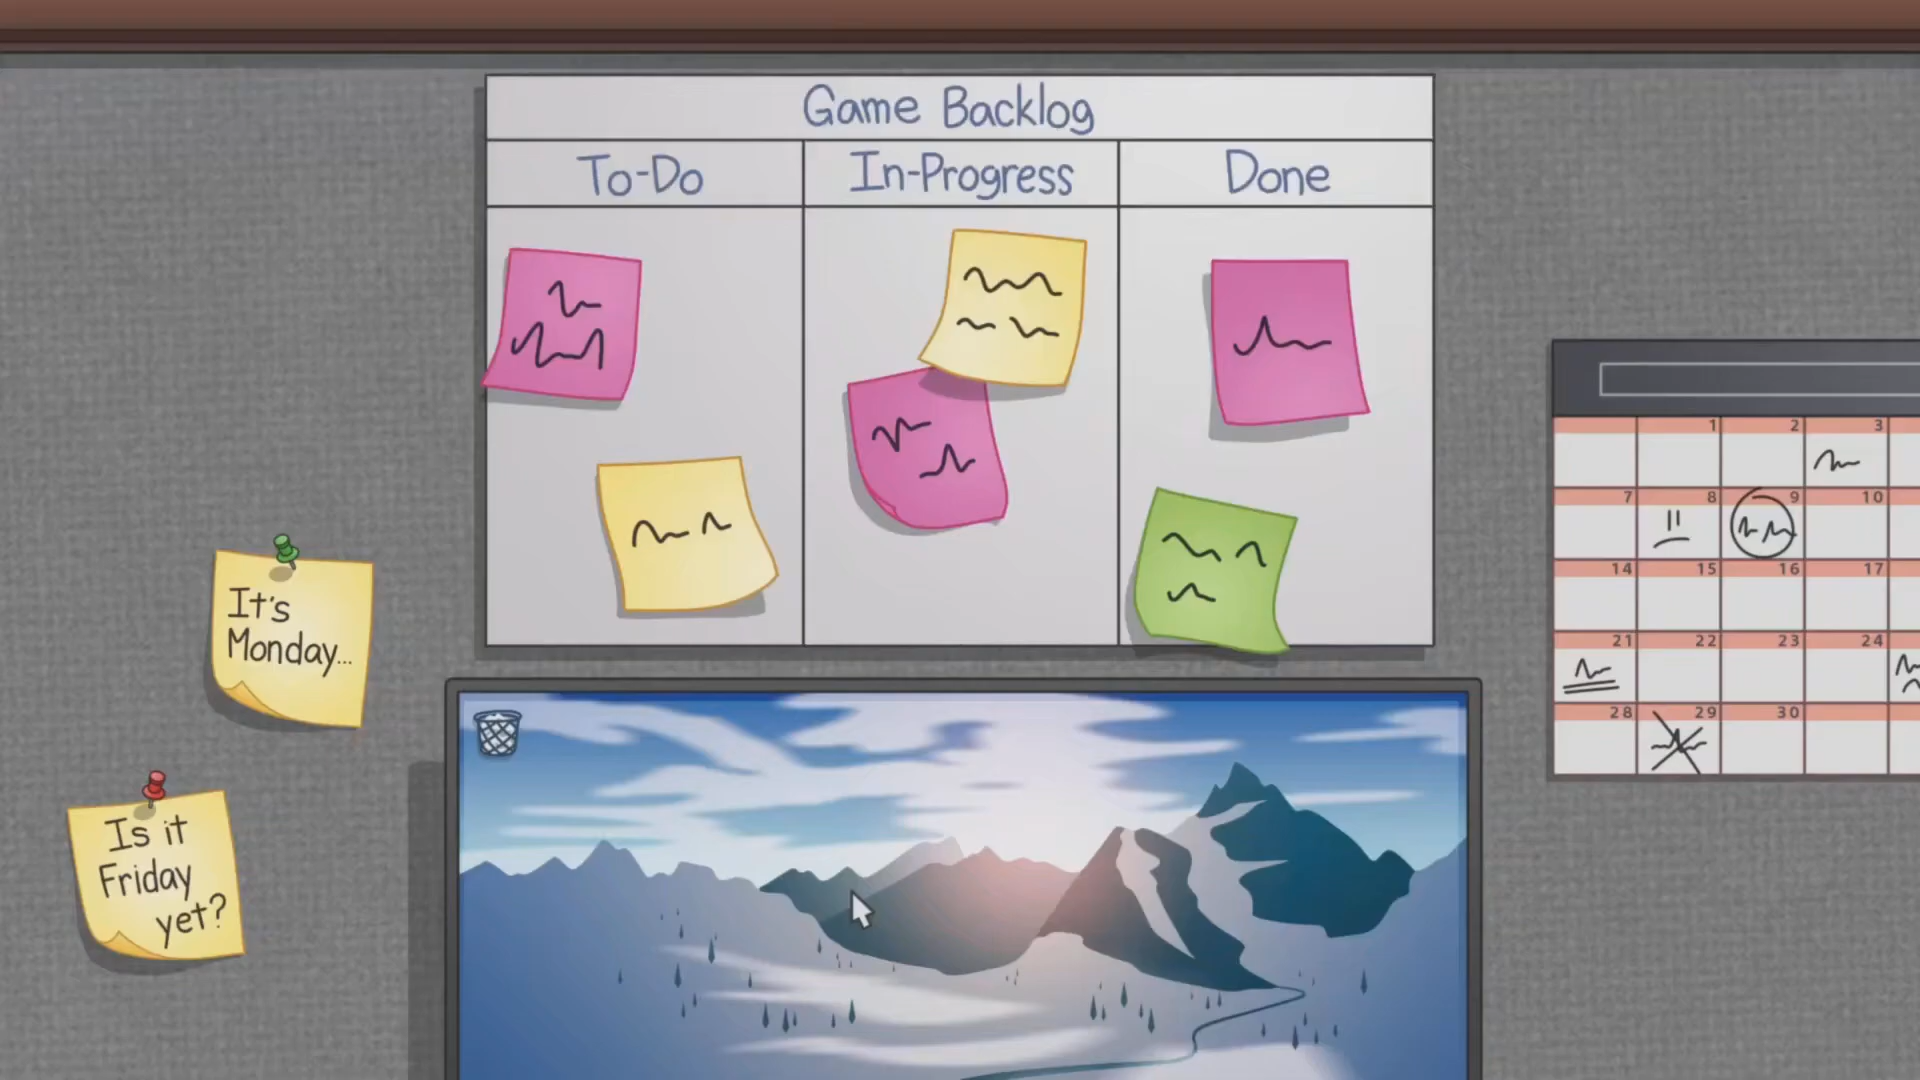 Game Backlog
To-Do In-Progress Done
It's
Monday...
Is it
Friday
yet?
1 2 3
7 8 9 10
14 15 16 17
21 22 23 24
28 29 30